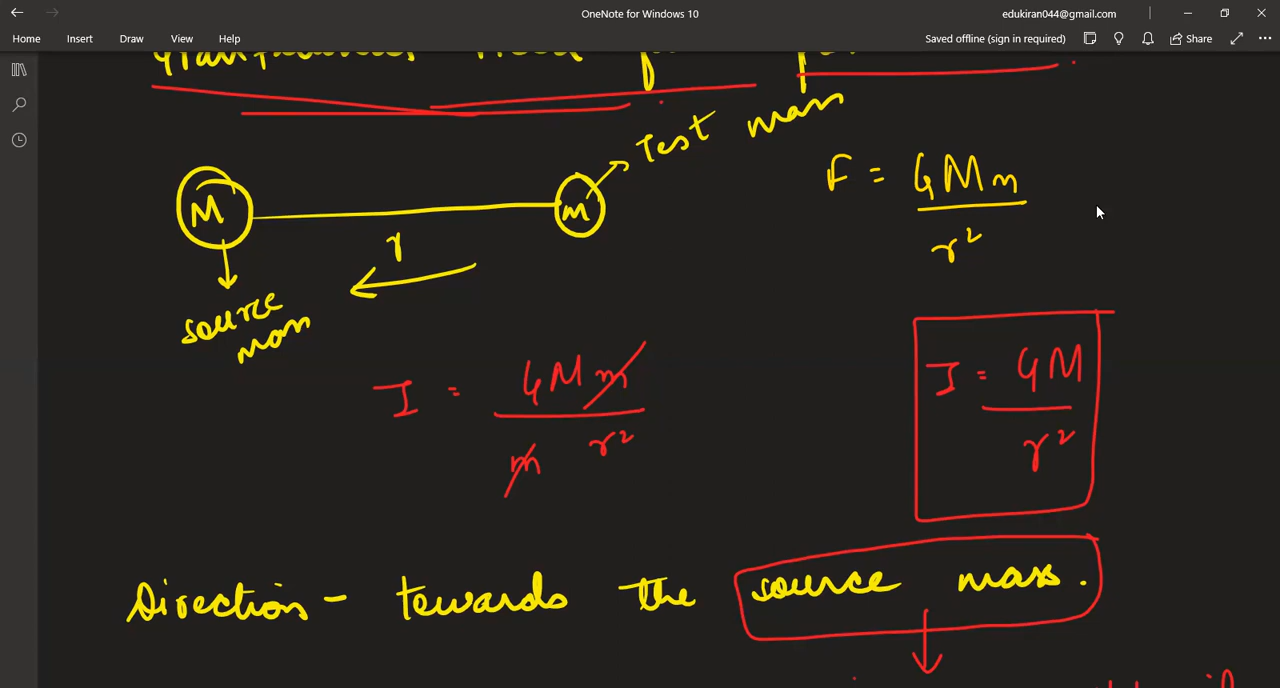 OneNote for Windows 10
edukiran044@gmail.com
Home Insert Draw View Help
Saved offline (sign in required)
Share
Test mass
M
m
r
source
mass
F = GMm
r²
I = GMm
m r²
I = GM
r²
Direction - towards the source mass.